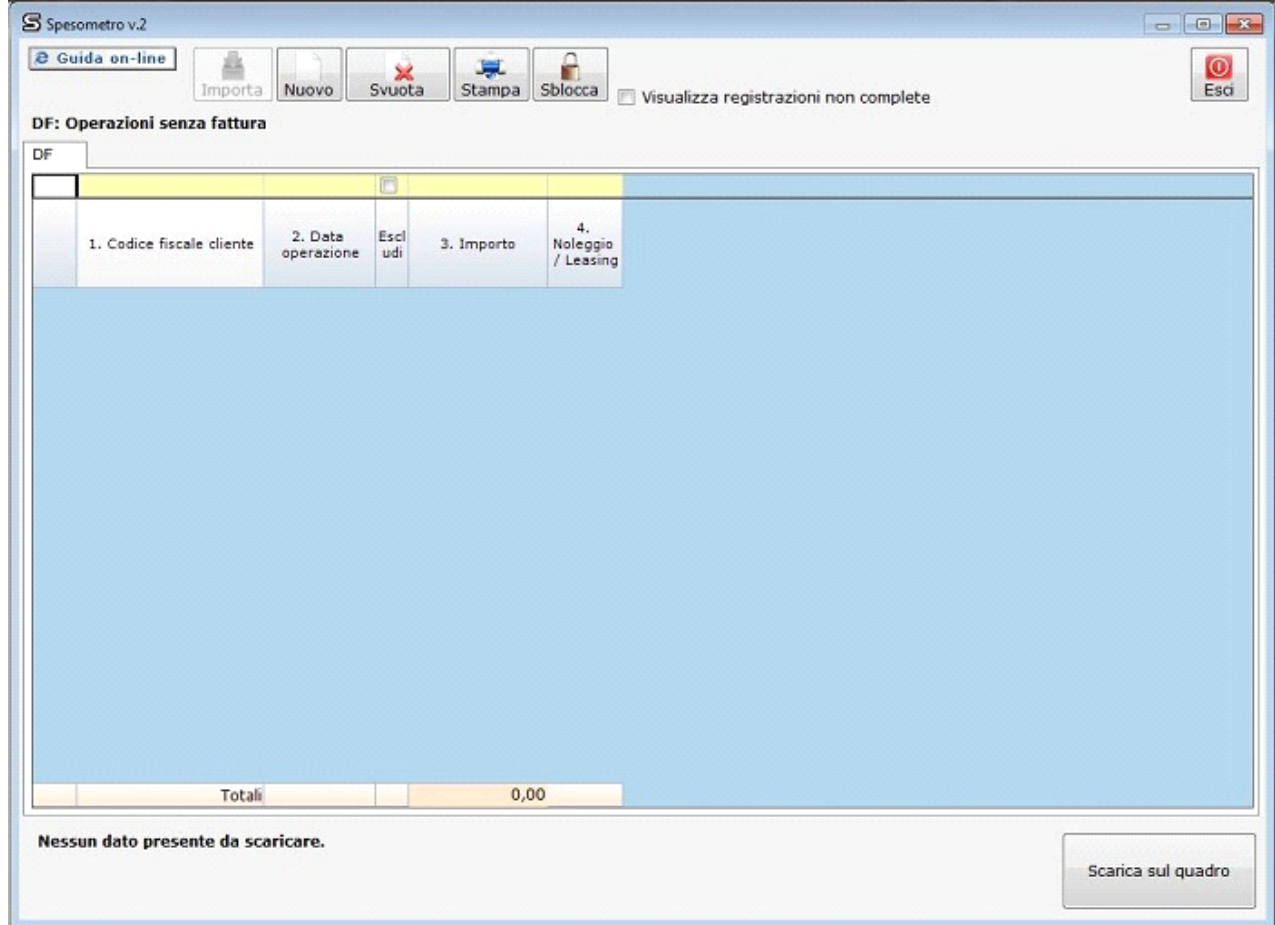 Spesometro v.2
Guida on-line
Importa
Nuovo
Svuota
Stampa
Sblocca
Visualizza registrazioni non complete
Esci
DF: Operazioni senza fattura
DF
1. Codice fiscale cliente
2. Data
operazione
Escl
udi
3. Importo
4.
Noleggio
/ Leasing
Totali
0,00
Nessun dato presente da scaricare.
Scarica sul quadro